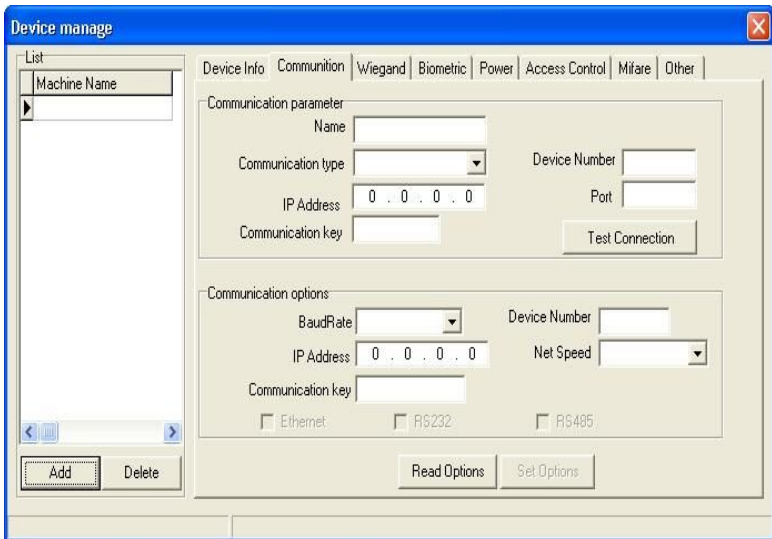 Device manage
List
Machine Name
Add Delete
Device Info Communition Wiegand Biometric Power Access Control Mifare Other
Communication parameter
Name
Communication type Device Number
IP Address 0 . 0 . 0 . 0 Port
Communication key Test Connection
Communication options
BaudRate Device Number
IP Address 0 . 0 . 0 . 0 Net Speed
Communication key
Ethernet RS232 RS485
Read Options Set Options